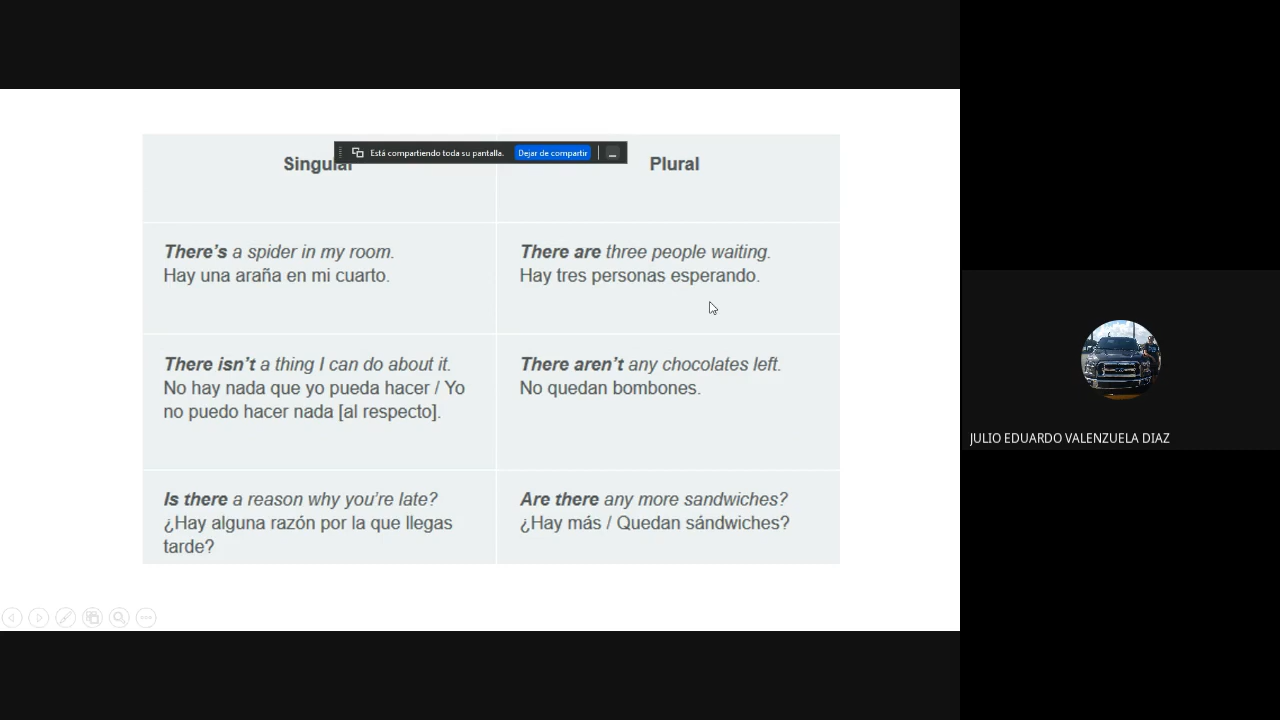 Singular
Está compartiendo toda su pantalla.
Dejar de compartir
Plural
There's a spider in my room.
Hay una araña en mi cuarto.
There are three people waiting.
Hay tres personas esperando.
There isn't a thing I can do about it.
No hay nada que yo pueda hacer / Yo
no puedo hacer nada [al respecto].
There aren't any chocolates left.
No quedan bombones.
Is there a reason why you're late?
¿Hay alguna razón por la que llegas
tarde?
Are there any more sandwiches?
¿Hay más / Quedan sándwiches?
JULIO EDUARDO VALENZUELA DIAZ